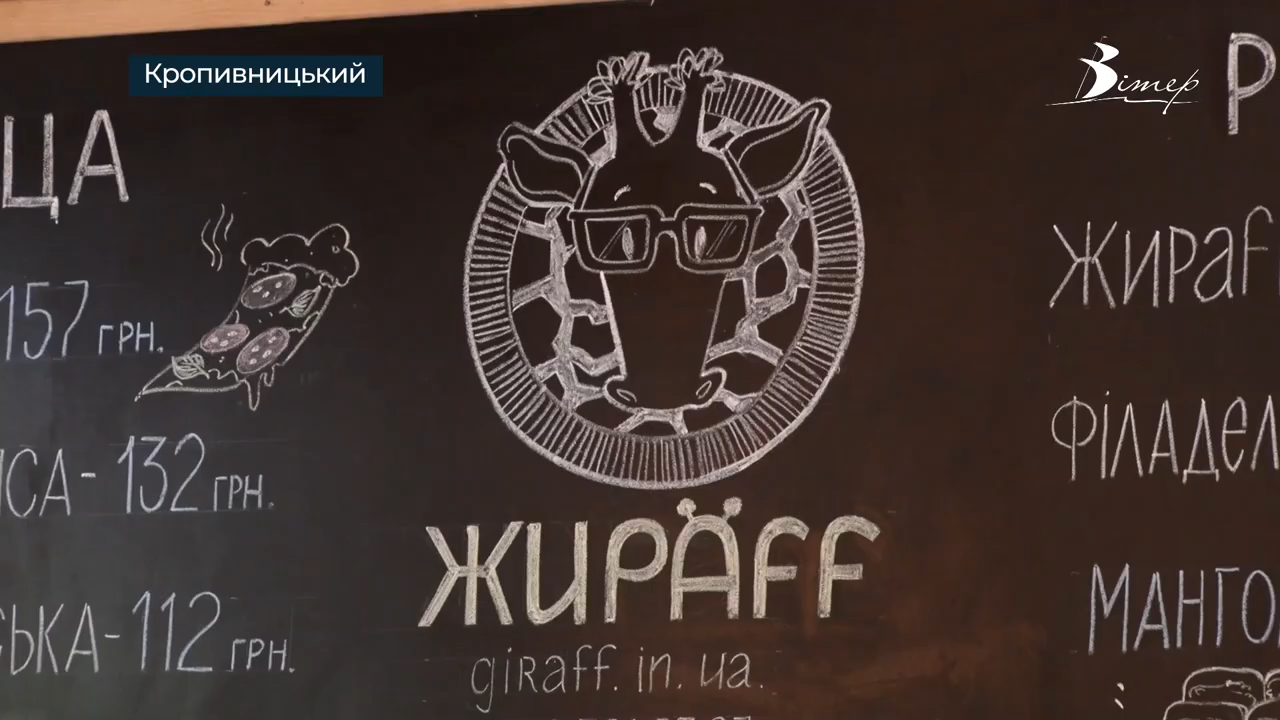 Кропивницький
Вітер
ЦА
157 ГРН.
СА - 132 ГРН.
СЬКА - 112 ГРН.
ЖИРАFF
giraff.in.ua.
Р
ЖИРАF
ФІЛАДЕЛ
МАНГО